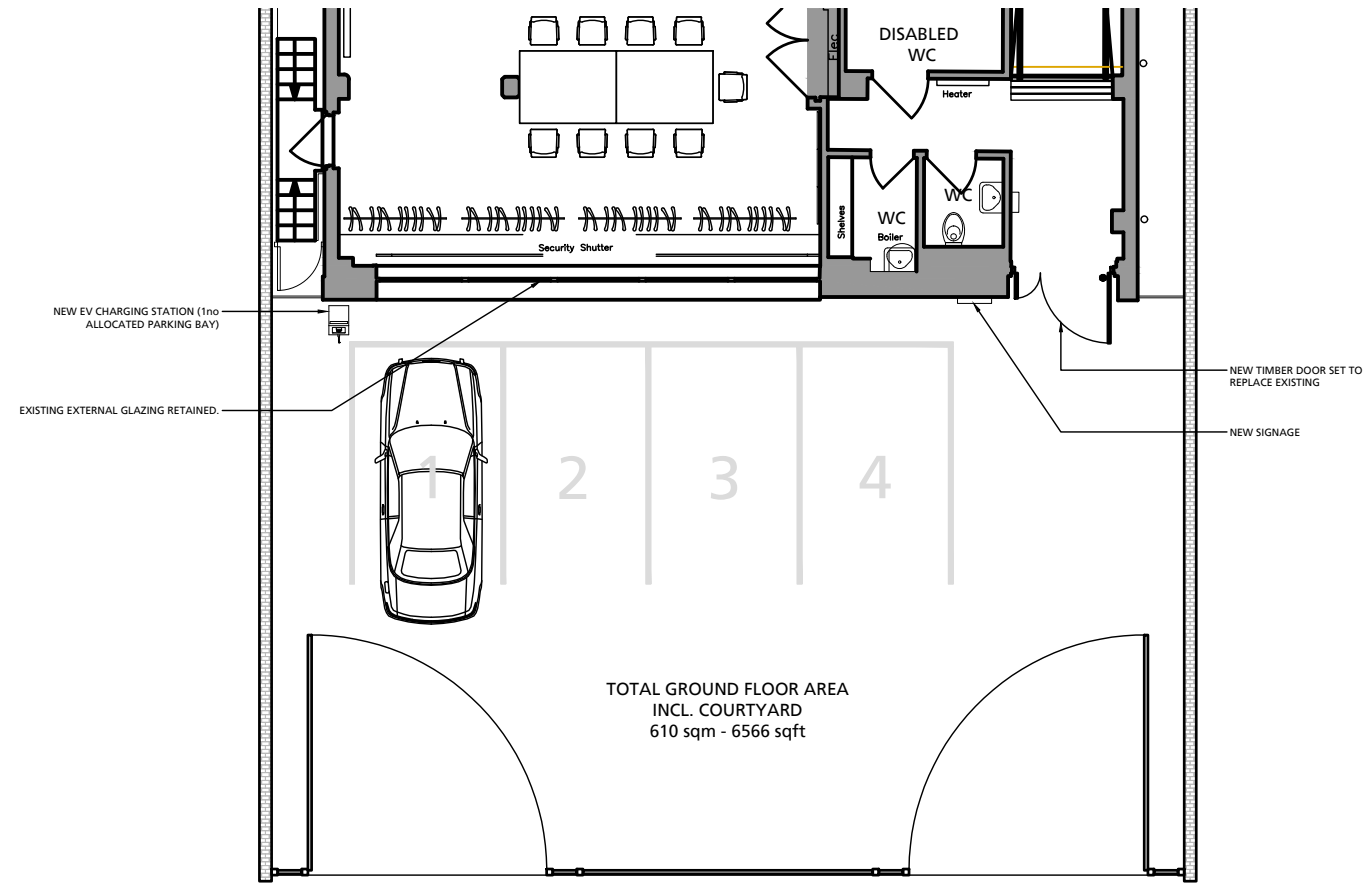 DISABLED
WC
Elec
Heater
WC
WC
Boiler
Shelves
Security Shutter
NEW EV CHARGING STATION (1no
ALLOCATED PARKING BAY)
EXISTING EXTERNAL GLAZING RETAINED.
NEW TIMBER DOOR SET TO
REPLACE EXISTING
NEW SIGNAGE
1
2
3
4
TOTAL GROUND FLOOR AREA
INCL. COURTYARD
610 sqm - 6566 sqft